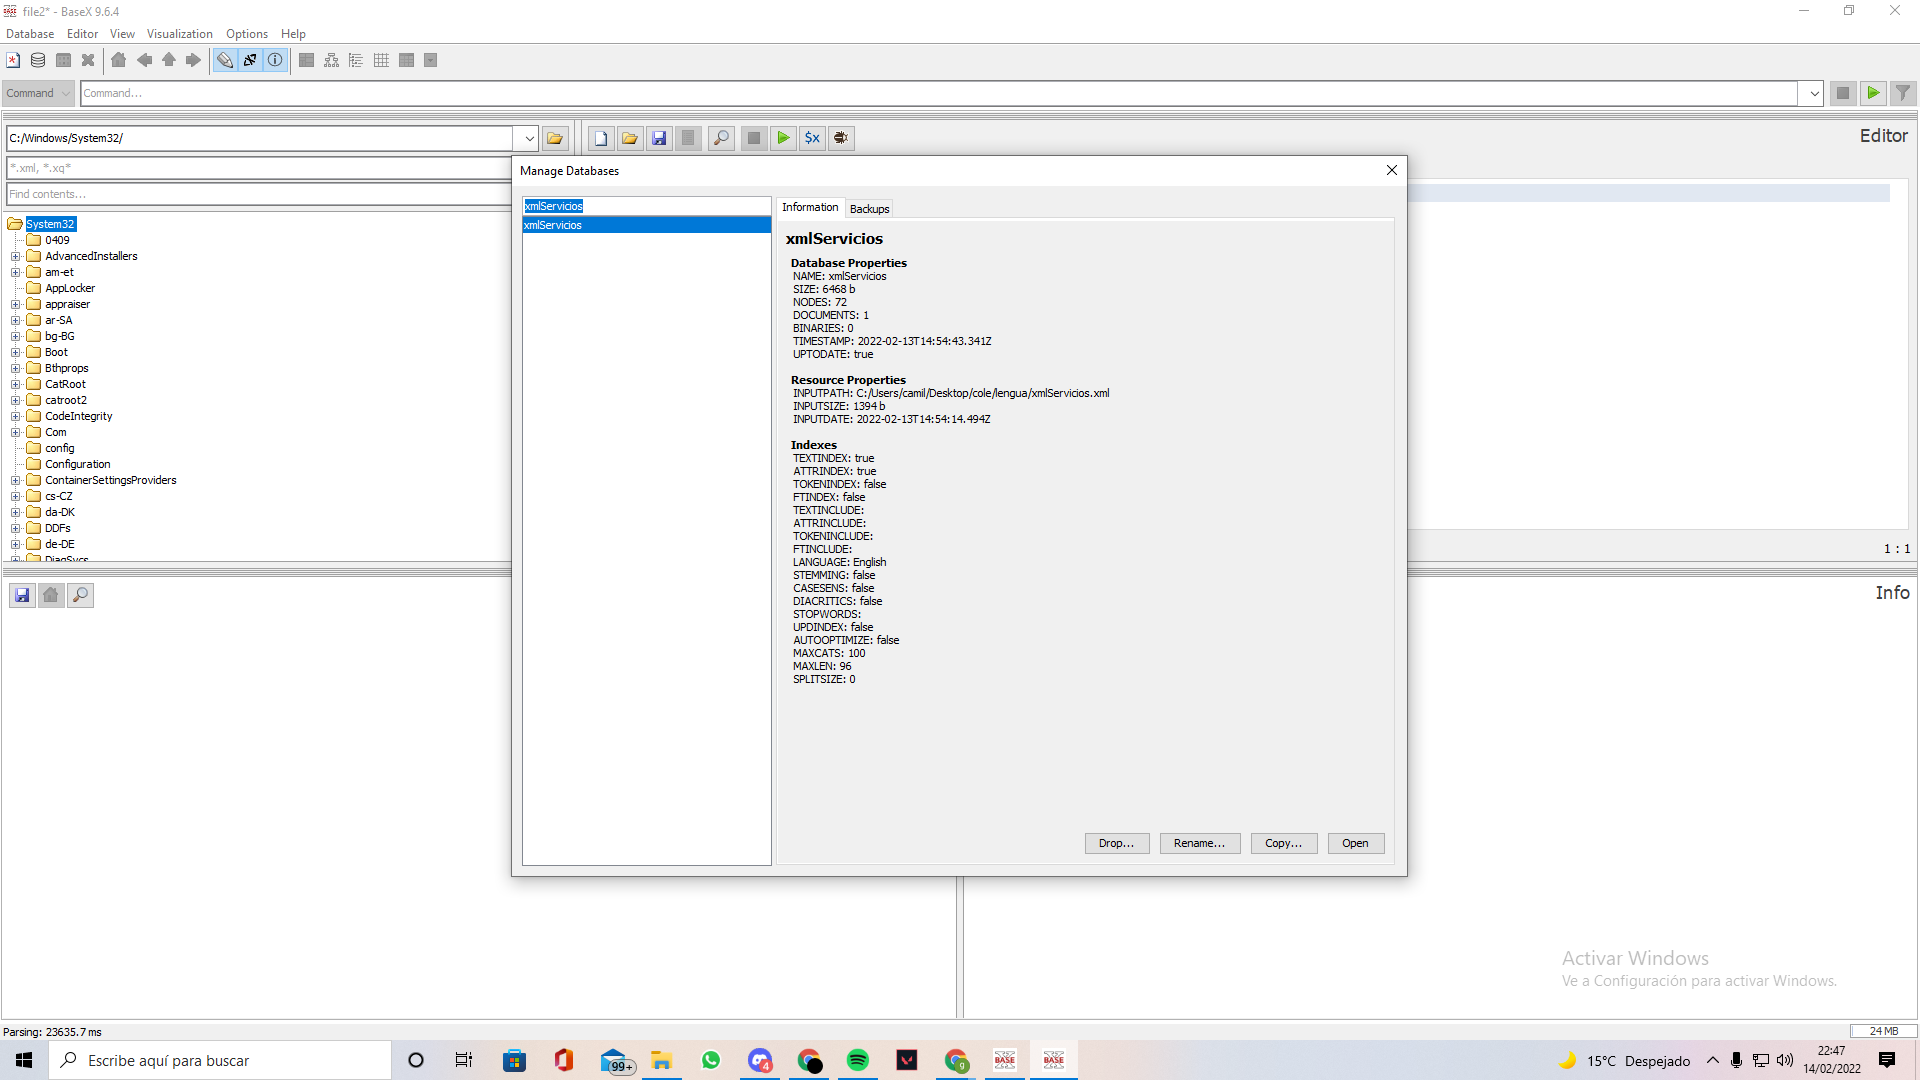 file2* - BaseX 9.6.4
Database Editor View Visualization Options Help
Command Command...
C:/Windows/System32/
Editor
*.xml, *.xq*
Find contents...
System32
0409
AdvancedInstallers
am-et
AppLocker
appraiser
ar-SA
bg-BG
Boot
Bthprops
CatRoot
catroot2
CodeIntegrity
Com
config
Configuration
ContainerSettingsProviders
cs-CZ
da-DK
DDFs
de-DE
DiagSvcs
Manage Databases
xmlServicios
xmlServicios
Information Backups
xmlServicios
Database Properties
NAME: xmlServicios
SIZE: 6468 b
NODES: 72
DOCUMENTS: 1
BINARIES: 0
TIMESTAMP: 2022-02-13T14:54:43.341Z
UPTODATE: true
Resource Properties
INPUTPATH: C:/Users/camil/Desktop/cole/lengua/xmlServicios.xml
INPUTSIZE: 1394 b
INPUTDATE: 2022-02-13T14:54:14.494Z
Indexes
TEXTINDEX: true
ATTRINDEX: true
TOKENINDEX: false
FTINDEX: false
TEXTINCLUDE:
ATTRINCLUDE:
TOKENINCLUDE:
FTINCLUDE:
LANGUAGE: English
STEMMING: false
CASESENS: false
DIACRITICS: false
STOPWORDS:
UPDINDEX: false
AUTOOPTIMIZE: false
MAXCATS: 100
MAXLEN: 96
SPLITSIZE: 0
Drop... Rename... Copy... Open
1 : 1
Info
Activar Windows
Ve a Configuración para activar Windows.
Parsing: 23635.7 ms
24 MB
Escribe aquí para buscar
99+
4
g
BASE
BASE
15°C Despejado
22:47
14/02/2022